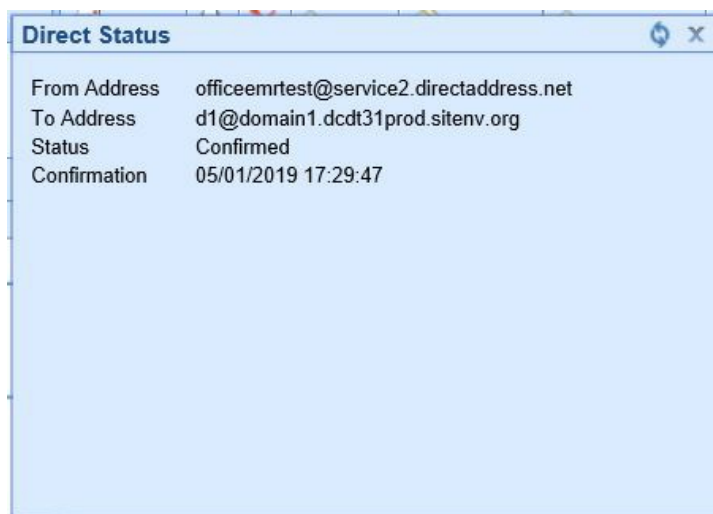 Direct Status
From Address officeemrtest@service2.directaddress.net
To Address d1@domain1.dcdt31prod.sitenv.org
Status Confirmed
Confirmation 05/01/2019 17:29:47